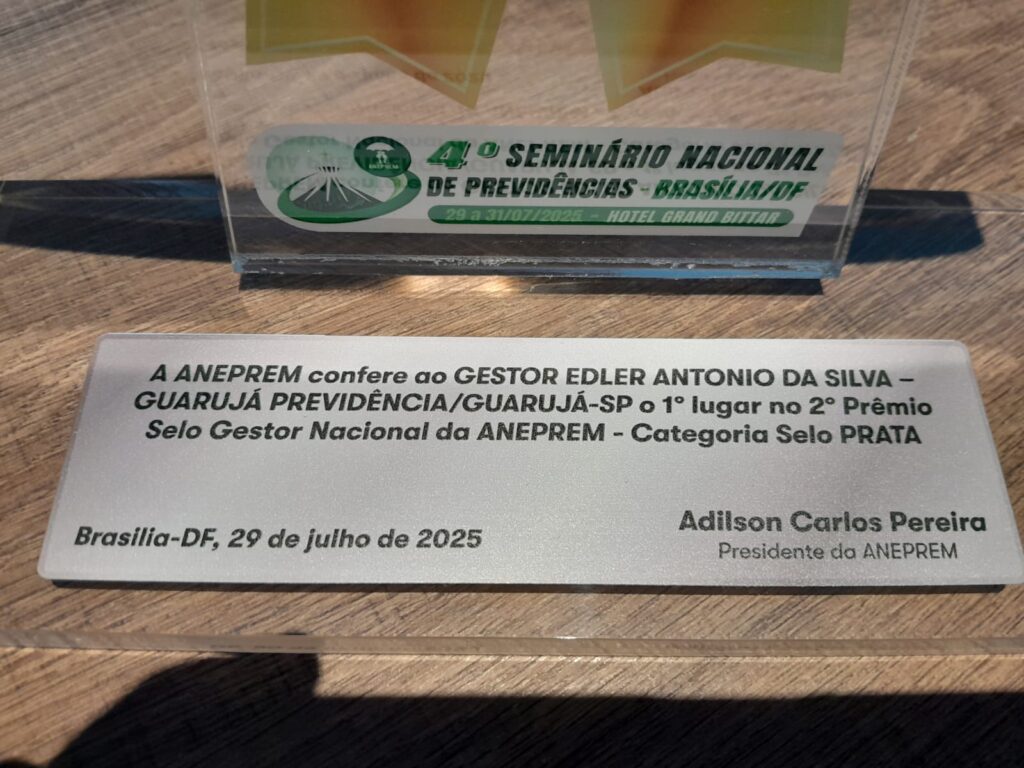 4º SEMINÁRIO NACIONAL
DE PREVIDÊNCIAS - BRASÍLIA/DF
29 a 31/07/2025 - HOTEL GRAND BITTAR
A ANEPREM confere ao GESTOR EDLER ANTONIO DA SILVA –
GUARUJÁ PREVIDÊNCIA/GUARUJÁ-SP o 1º lugar no 2º Prêmio
Selo Gestor Nacional da ANEPREM - Categoria Selo PRATA
Brasília-DF, 29 de julho de 2025
Adilson Carlos Pereira
Presidente da ANEPREM